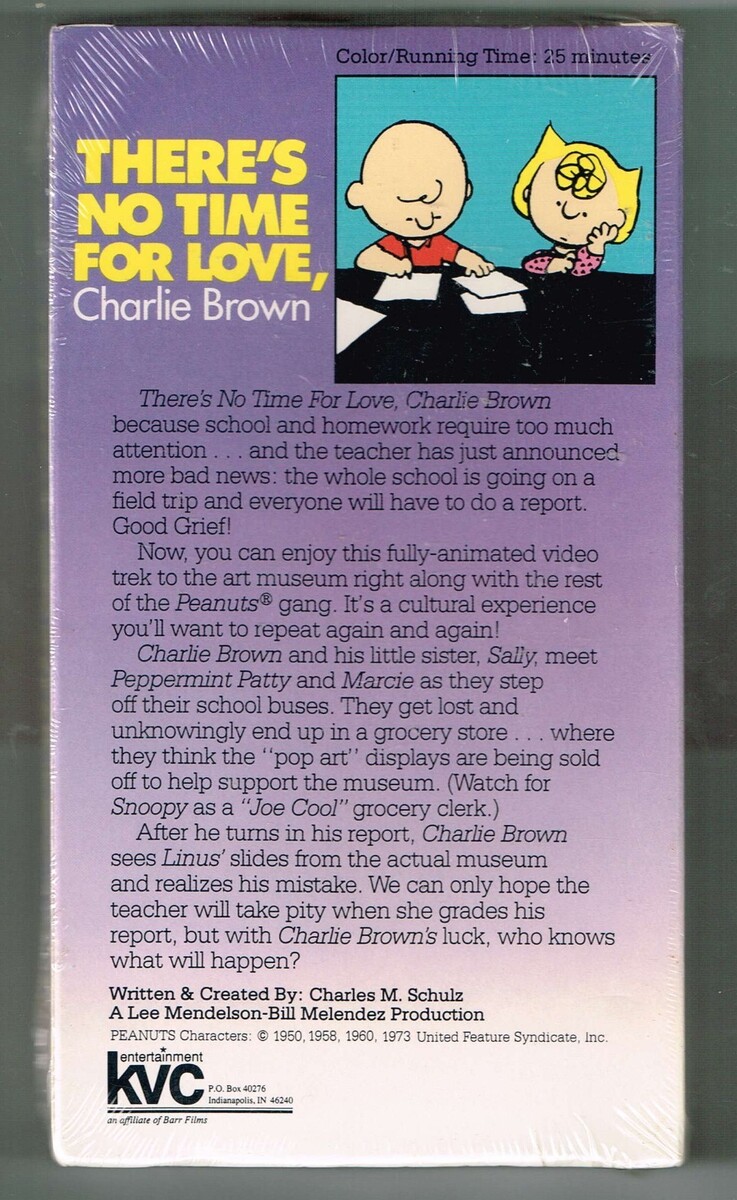 Color/Running Time: 25 minutes
THERE'S
NO TIME
FOR LOVE,
Charlie Brown
There's No Time For Love, Charlie Brown
because school and homework require too much
attention . . . and the teacher has just announced
more bad news: the whole school is going on a
field trip and everyone will have to do a report.
Good Grief!
Now, you can enjoy this fully-animated video
trek to the art museum right along with the rest
of the Peanuts® gang. It's a cultural experience
you'll want to repeat again and again!
Charlie Brown and his little sister, Sally, meet
Peppermint Patty and Marcie as they step
off their school buses. They get lost and
unknowingly end up in a grocery store . . . where
they think the "pop art" displays are being sold
off to help support the museum. (Watch for
Snoopy as a "Joe Cool" grocery clerk.)
After he turns in his report, Charlie Brown
sees Linus' slides from the actual museum
and realizes his mistake. We can only hope the
teacher will take pity when she grades his
report, but with Charlie Brown's luck, who knows
what will happen?
Written & Created By: Charles M. Schulz
A Lee Mendelson-Bill Melendez Production
PEANUTS Characters: © 1950, 1958, 1960, 1973 United Feature Syndicate, Inc.
entertainment
kvc
P.O. Box 40276
Indianapolis, IN 46240
an affiliate of Barr Films